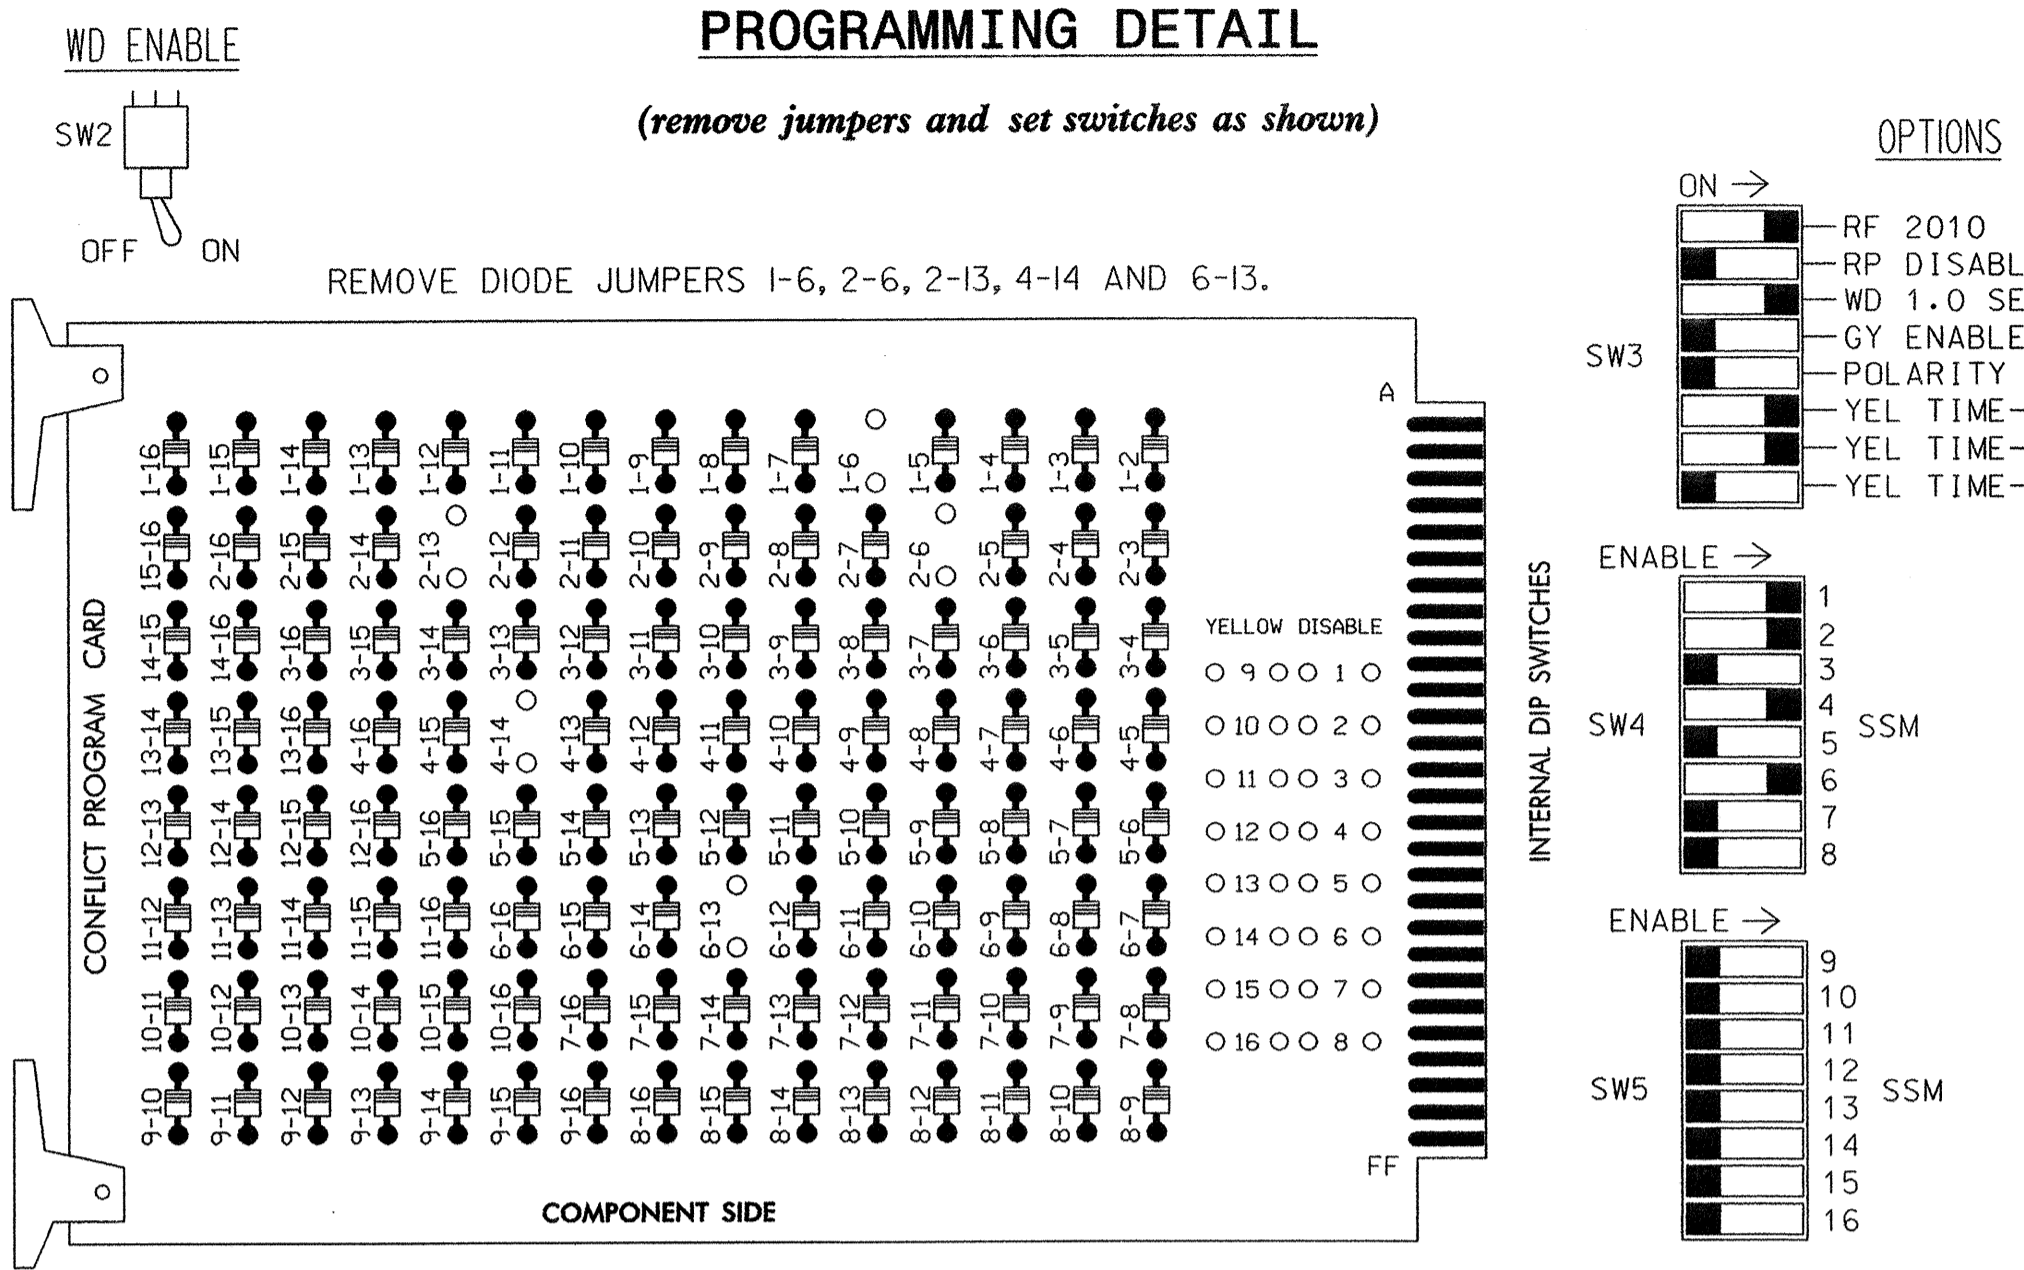 PROGRAMMING DETAIL
(remove jumpers and set switches as shown)
WD ENABLE
SW2
OFF ON
REMOVE DIODE JUMPERS 1-6, 2-6, 2-13, 4-14 AND 6-13.
CONFLICT PROGRAM CARD
1-16 1-15 1-14 1-13 1-12 1-11 1-10 1-9 1-8 1-7 1-6 1-5 1-4 1-3 1-2
15-16 2-16 2-15 2-14 2-13 2-12 2-11 2-10 2-9 2-8 2-7 2-6 2-5 2-4 2-3
14-15 14-16 3-16 3-15 3-14 3-13 3-12 3-11 3-10 3-9 3-8 3-7 3-6 3-5 3-4
13-14 13-15 13-16 4-16 4-15 4-14 4-13 4-12 4-11 4-10 4-9 4-8 4-7 4-6 4-5
12-13 12-14 12-15 12-16 5-16 5-15 5-14 5-13 5-12 5-11 5-10 5-9 5-8 5-7 5-6
11-12 11-13 11-14 11-15 11-16 6-16 6-15 6-14 6-13 6-12 6-11 6-10 6-9 6-8 6-7
10-11 10-12 10-13 10-14 10-15 10-16 7-16 7-15 7-14 7-13 7-12 7-11 7-10 7-9 7-8
9-10 9-11 9-12 9-13 9-14 9-15 9-16 8-16 8-15 8-14 8-13 8-12 8-11 8-10 8-9
COMPONENT SIDE
A
YELLOW DISABLE
9 1
10 2
11 3
12 4
13 5
14 6
15 7
16 8
FF
INTERNAL DIP SWITCHES
OPTIONS
ON →
SW3
RF 2010
RP DISABL
WD 1.0 SE
GY ENABLE
POLARITY
YEL TIME-
YEL TIME-
YEL TIME-
ENABLE →
SW4
1
2
3
4
5
6
7
8
SSM
ENABLE →
SW5
9
10
11
12
13
14
15
16
SSM